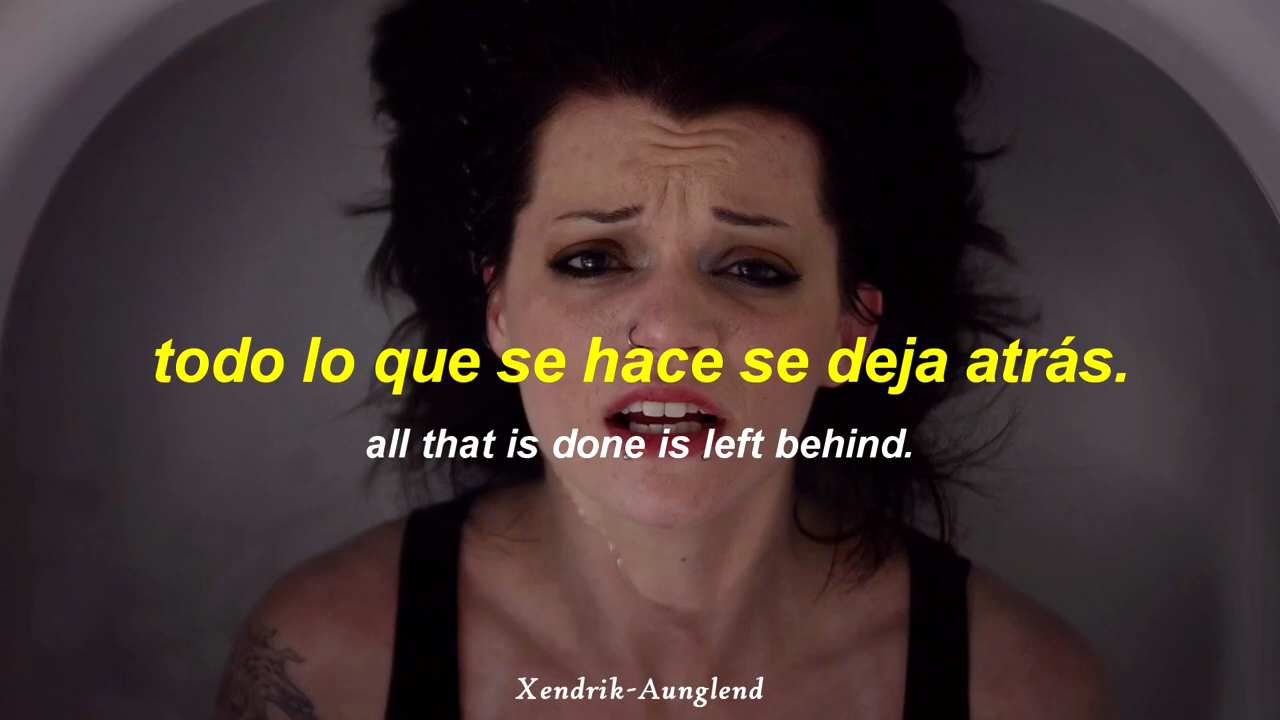 todo lo que se hace se deja atrás.
all that is done is left behind.
Xendrik-Aunglend